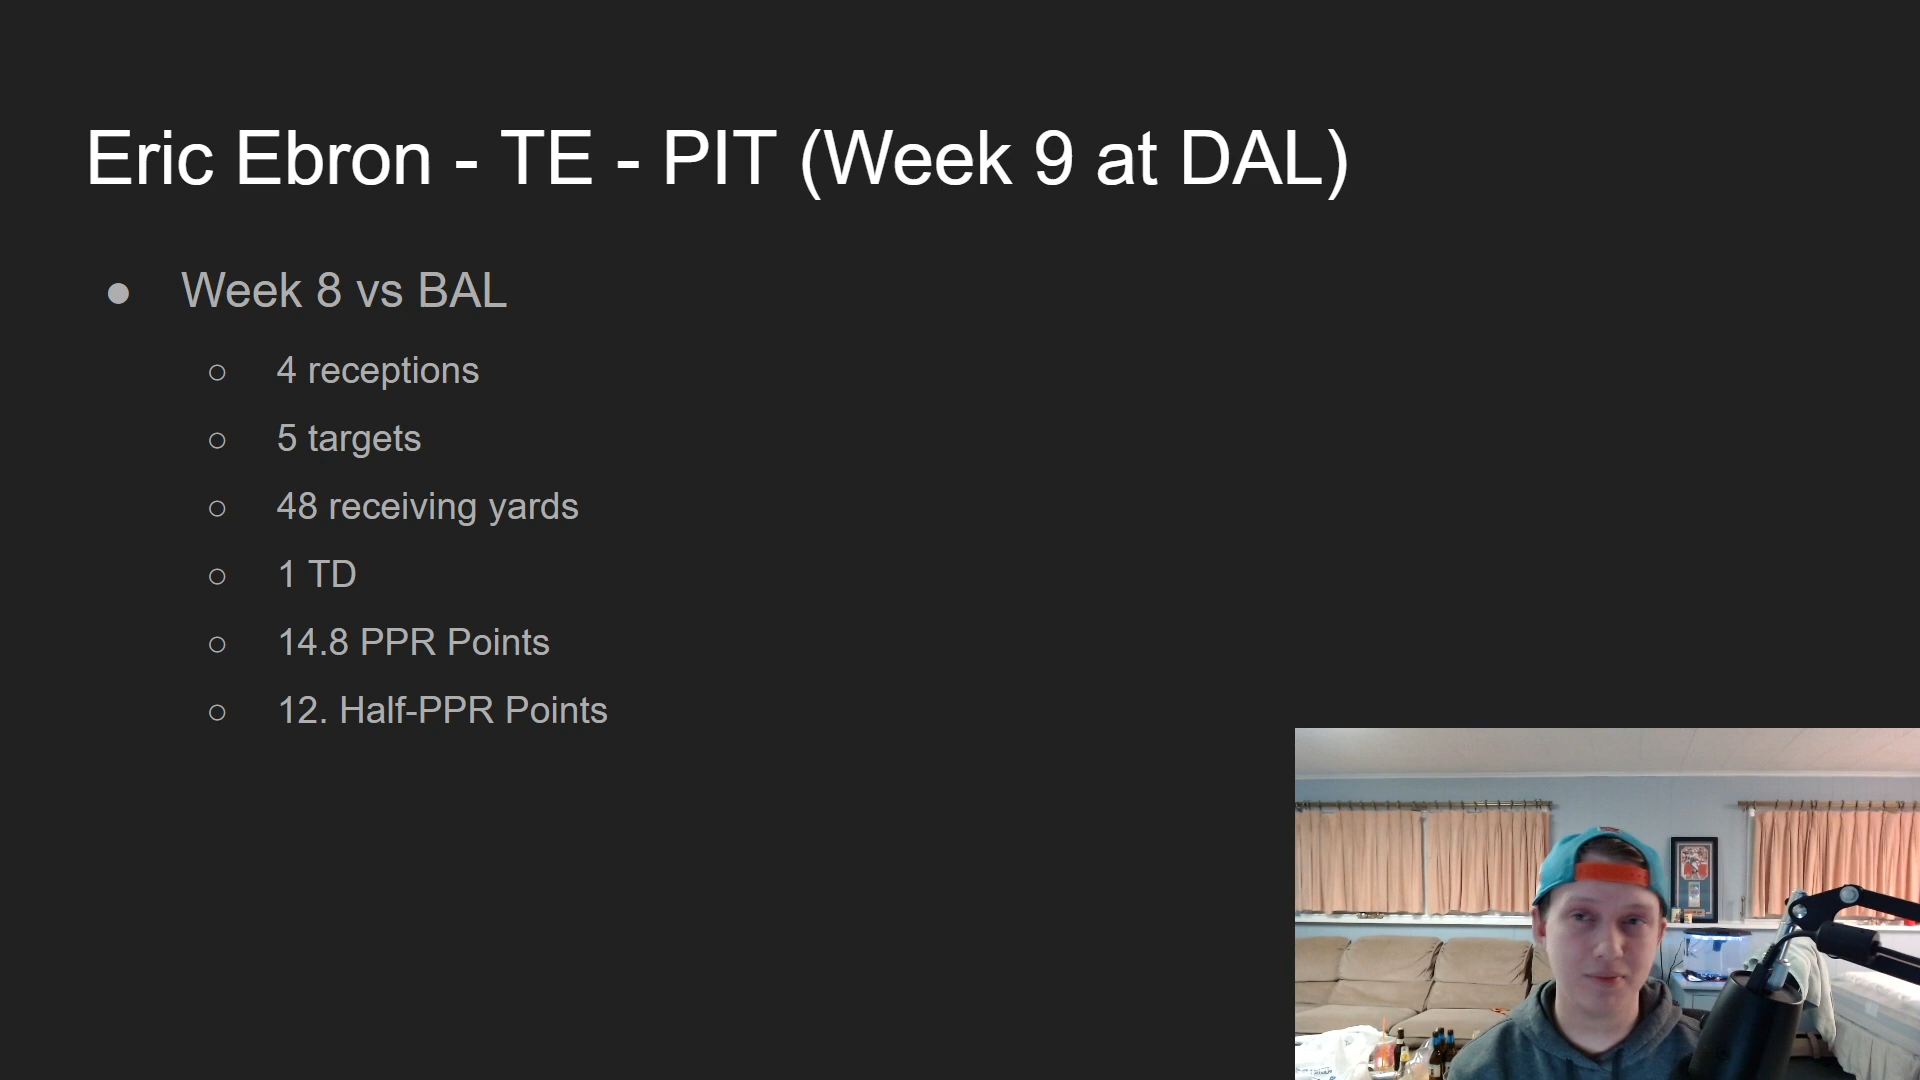 Eric Ebron - TE - PIT (Week 9 at DAL)
● Week 8 vs BAL
○ 4 receptions
○ 5 targets
○ 48 receiving yards
○ 1 TD
○ 14.8 PPR Points
○ 12. Half-PPR Points